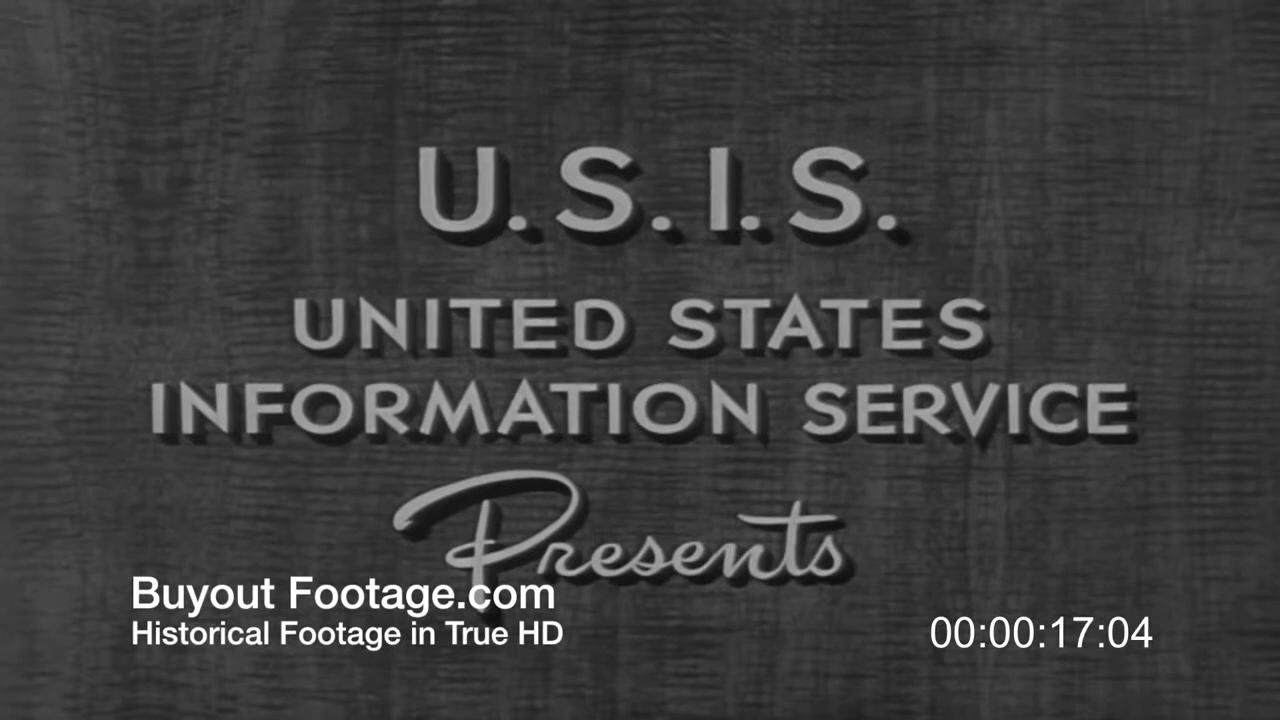 U.S.I.S.
UNITED STATES
INFORMATION SERVICE
Presents
Buyout Footage.com
Historical Footage in True HD
00:00:17:04